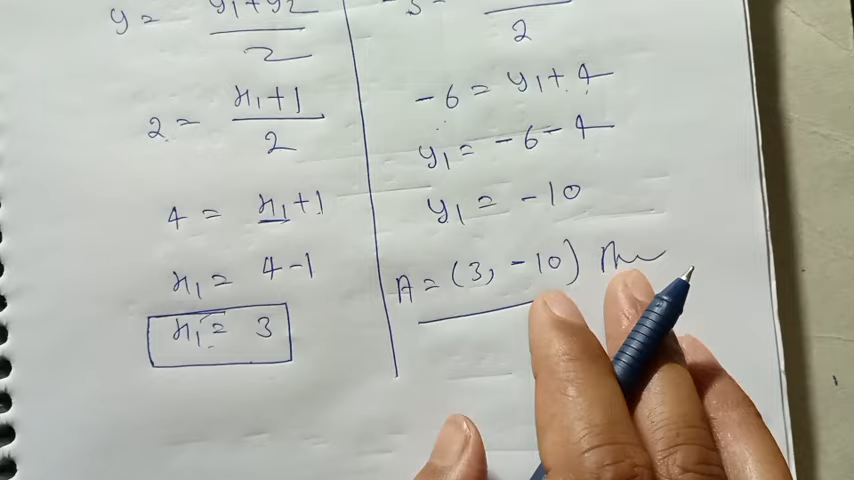 y = y₁+y₂/2
2 = x₁+1/2
4 = x₁+1
x₁ = 4-1
x₁ = 3
2
-6 = y₁+4
y₁ = -6-4
y₁ = -10
A = (3, -10)